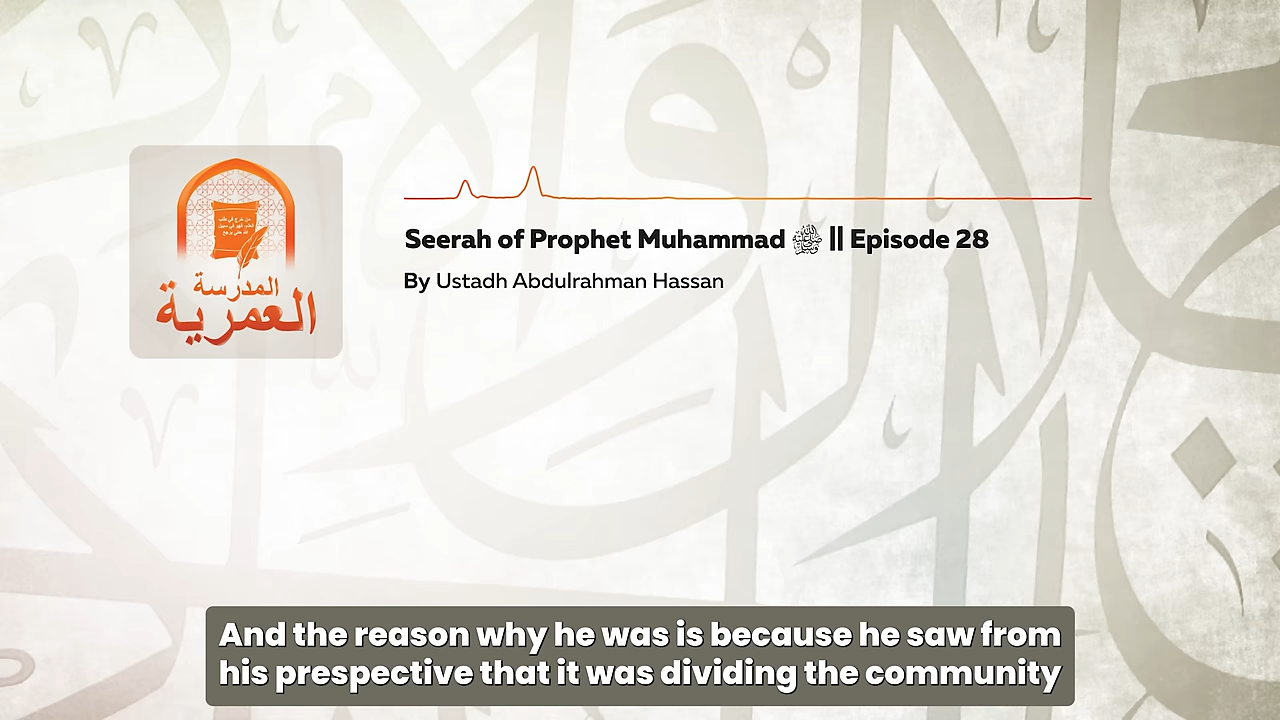 المدرسة
العمرية
Seerah of Prophet Muhammad ﷺ || Episode 28
By Ustadh Abdulrahman Hassan
And the reason why he was is because he saw from
his prespective that it was dividing the community